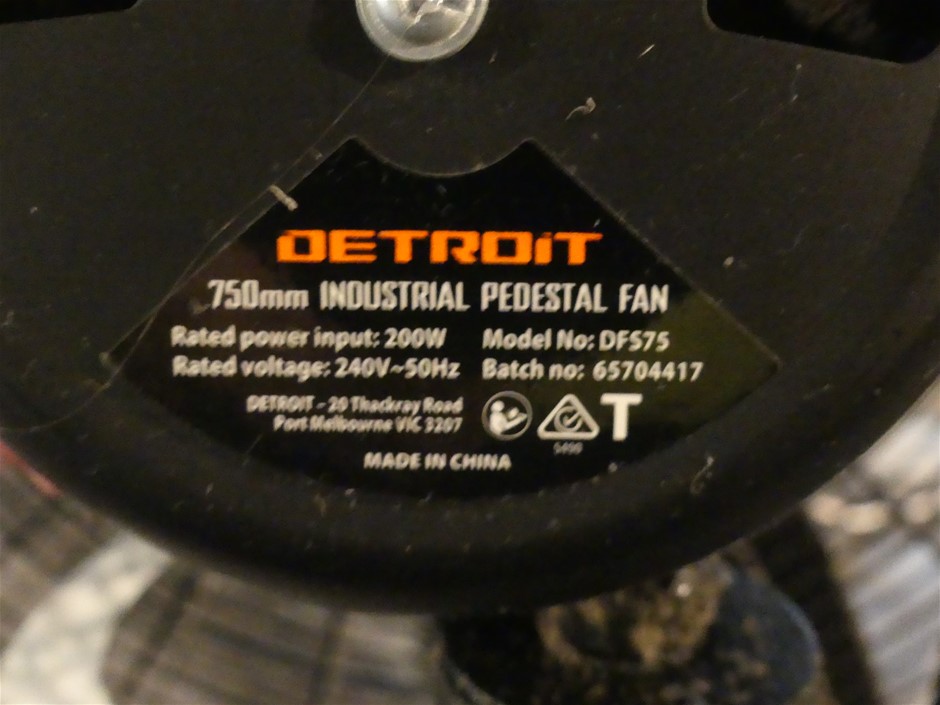 DETROiT
750mm INDUSTRIAL PEDESTAL FAN
Rated power input: 200W Model No: DFS75
Rated voltage: 240V~50Hz Batch no: 65704417
DETROIT - 20 Thackray Road
Port Melbourne VIC 3207
T
MADE IN CHINA